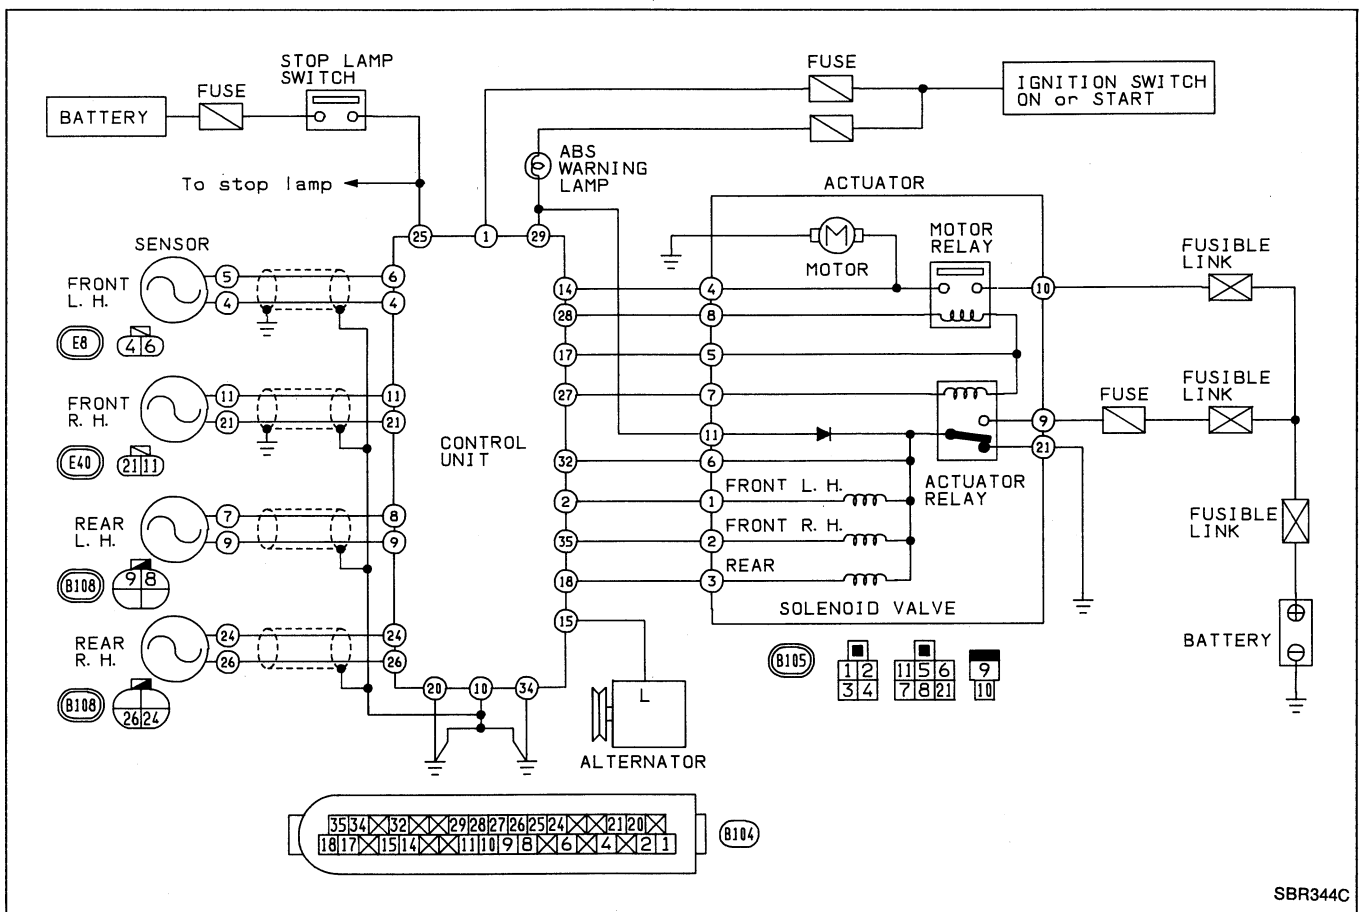 STOP LAMP
SWITCH
FUSE
BATTERY
To stop lamp
FUSE
IGNITION SWITCH
ON or START
ABS
WARNING
LAMP
25
1
29
SENSOR
FRONT
L. H.
5
4
6
4
E8
4 6
FRONT
R. H.
11
21
11
21
E40
21 11
REAR
L. H.
7
9
8
9
B108
9 8
REAR
R. H.
24
26
24
26
B108
26 24
CONTROL
UNIT
14
28
17
27
32
2
35
18
15
20
10
34
ACTUATOR
M
MOTOR
MOTOR
RELAY
4
8
5
7
11
6
1
2
3
10
9
21
ACTUATOR
RELAY
FRONT L. H.
FRONT R. H.
REAR
SOLENOID VALVE
FUSIBLE
LINK
FUSE
FUSIBLE
LINK
FUSIBLE
LINK
BATTERY
L
ALTERNATOR
B105
1 2
3 4
11 5 6
7 8 21
9
10
35 34 32 29 28 27 26 25 24 21 20
18 17 15 14 11 10 9 8 6 4 2 1
B104
SBR344C